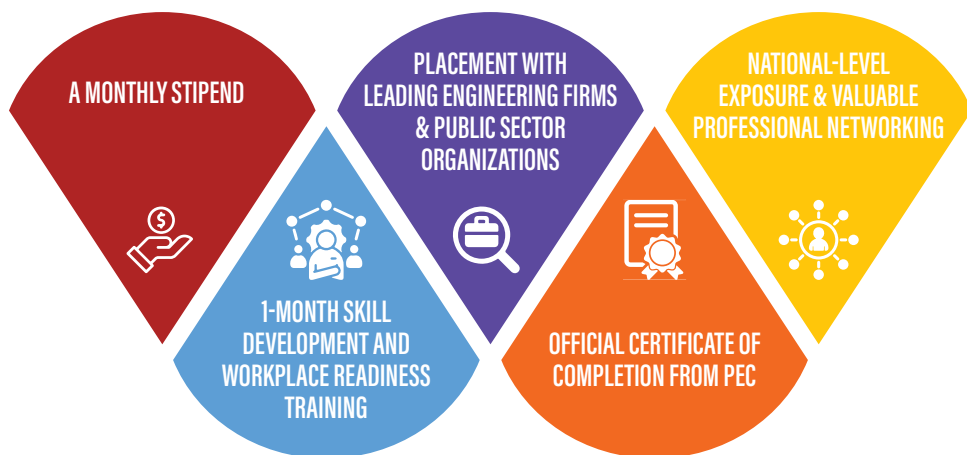 A MONTHLY STIPEND
1-MONTH SKILL
DEVELOPMENT AND
WORKPLACE READINESS
TRAINING
PLACEMENT WITH
LEADING ENGINEERING FIRMS
& PUBLIC SECTOR
ORGANIZATIONS
OFFICIAL CERTIFICATE OF
COMPLETION FROM PEC
NATIONAL-LEVEL
EXPOSURE & VALUABLE
PROFESSIONAL NETWORKING
$